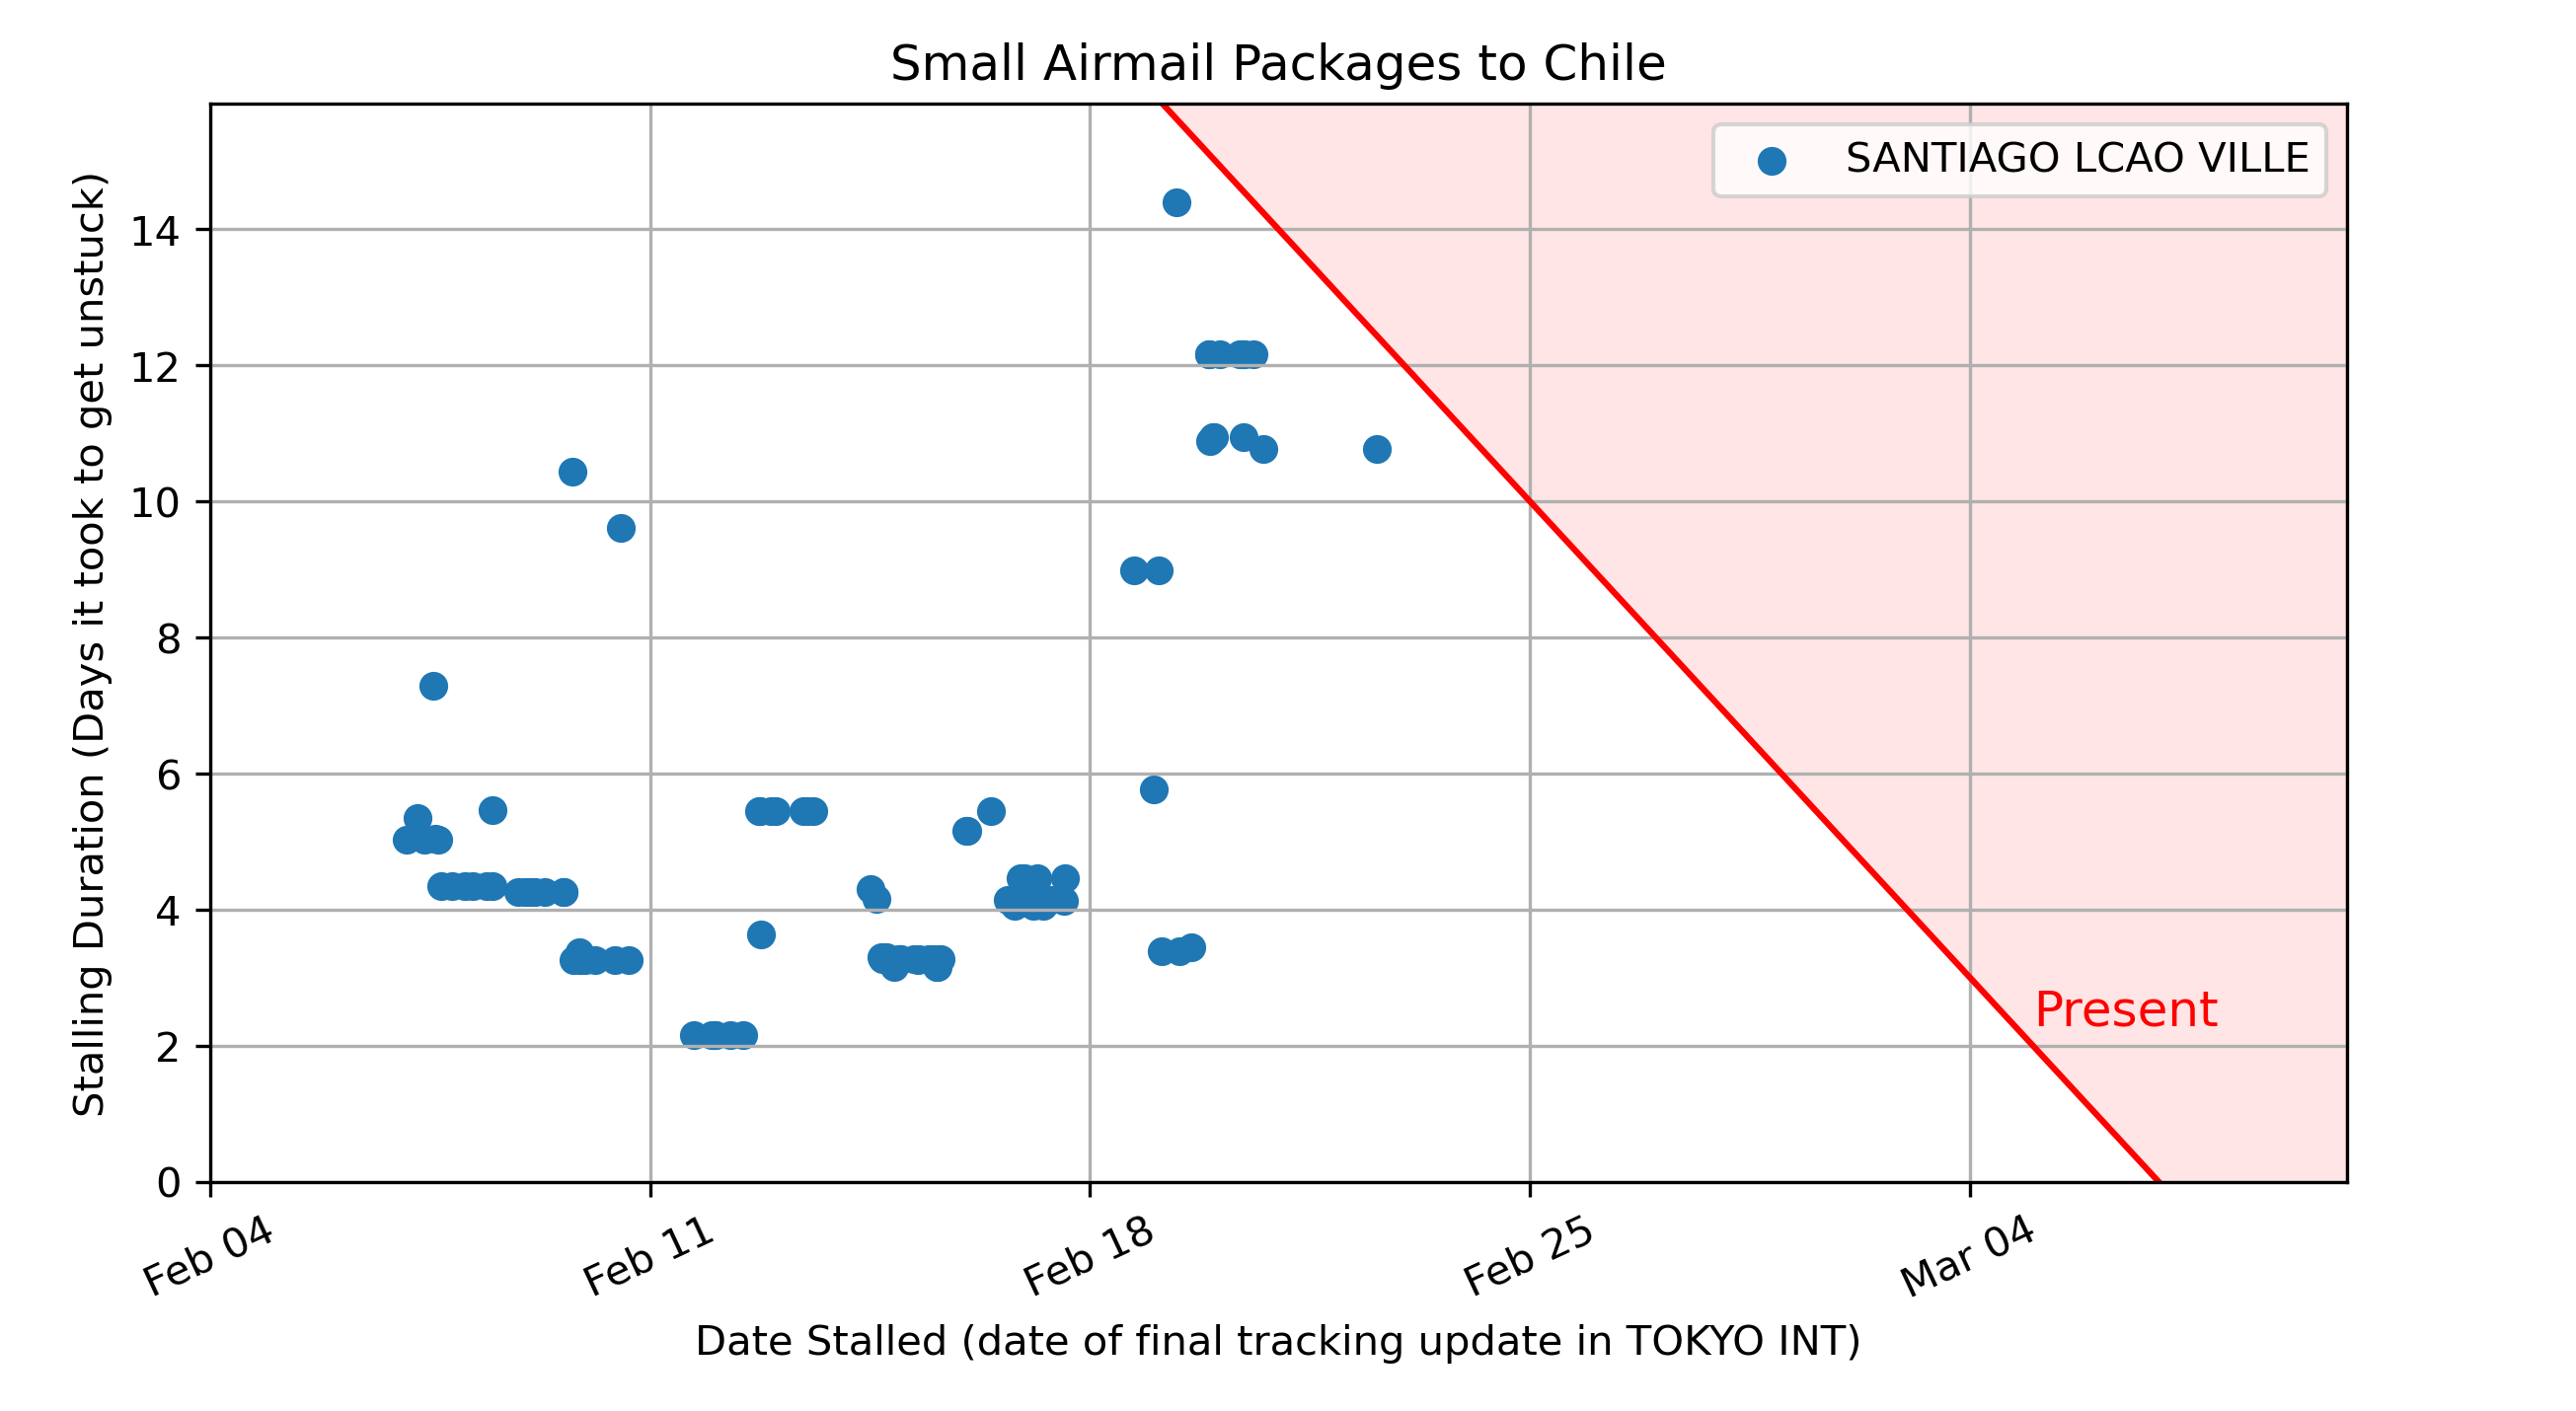 Small Airmail Packages to Chile
SANTIAGO LCAO VILLE
Stalling Duration (Days it took to get unstuck)
14
12
10
8
6
4
2
0
Present
Feb 04
Feb 11
Feb 18
Feb 25
Mar 04
Date Stalled (date of final tracking update in TOKYO INT)